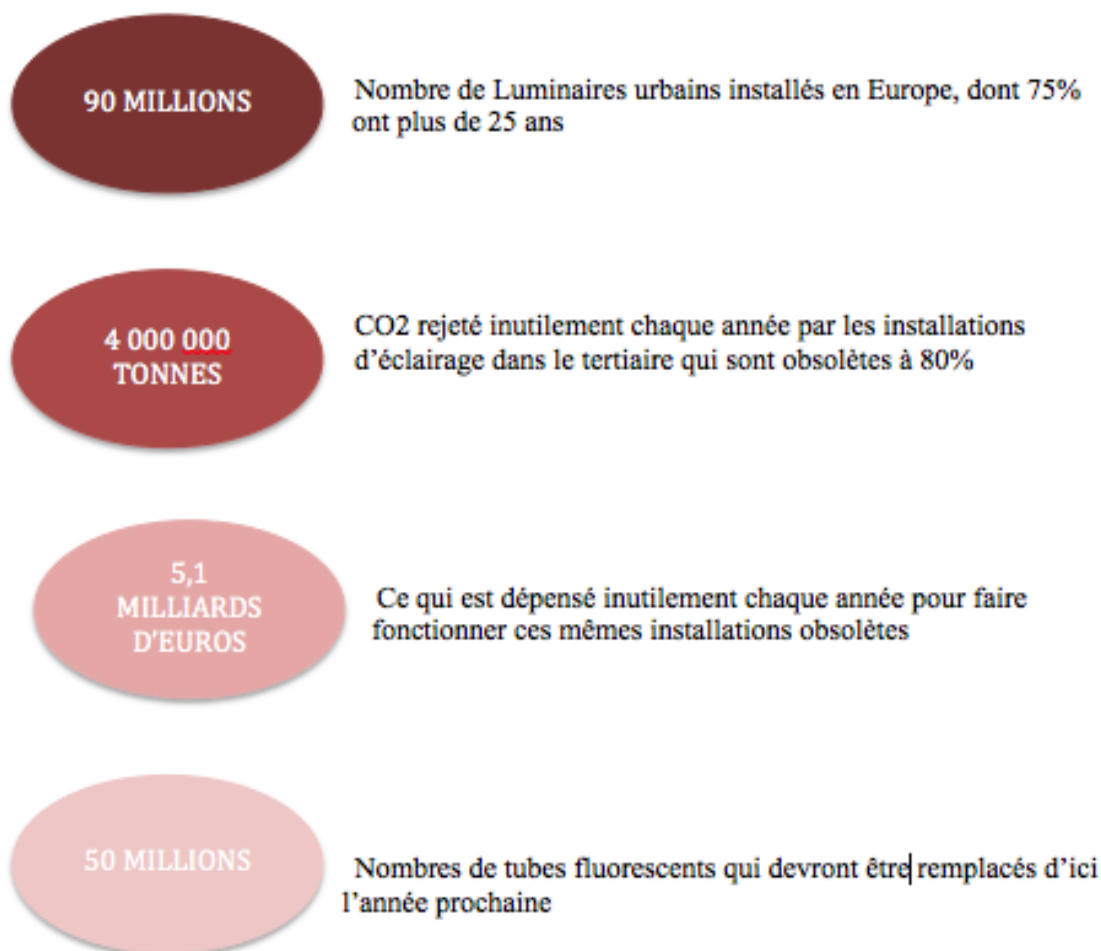 90 MILLIONS
Nombre de Luminaires urbains installés en Europe, dont 75%
ont plus de 25 ans
4 000 000
TONNES
CO2 rejeté inutilement chaque année par les installations
d’éclairage dans le tertiaire qui sont obsolètes à 80%
5,1
MILLIARDS
D’EUROS
Ce qui est dépensé inutilement chaque année pour faire
fonctionner ces mêmes installations obsolètes
50 MILLIONS
Nombres de tubes fluorescents qui devront être remplacés d’ici
l’année prochaine